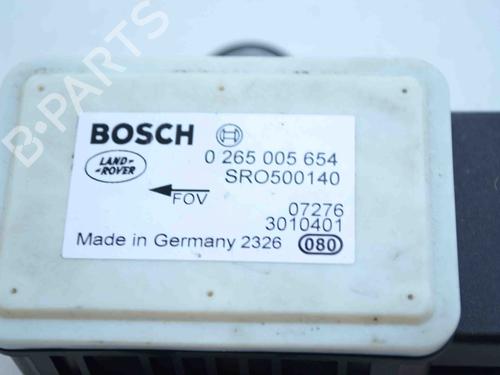 B-PARTS
BOSCH
0 265 005 654
LAND-
-ROVER
SRO500140
FOV
07276
3010401
Made in Germany 2326 080